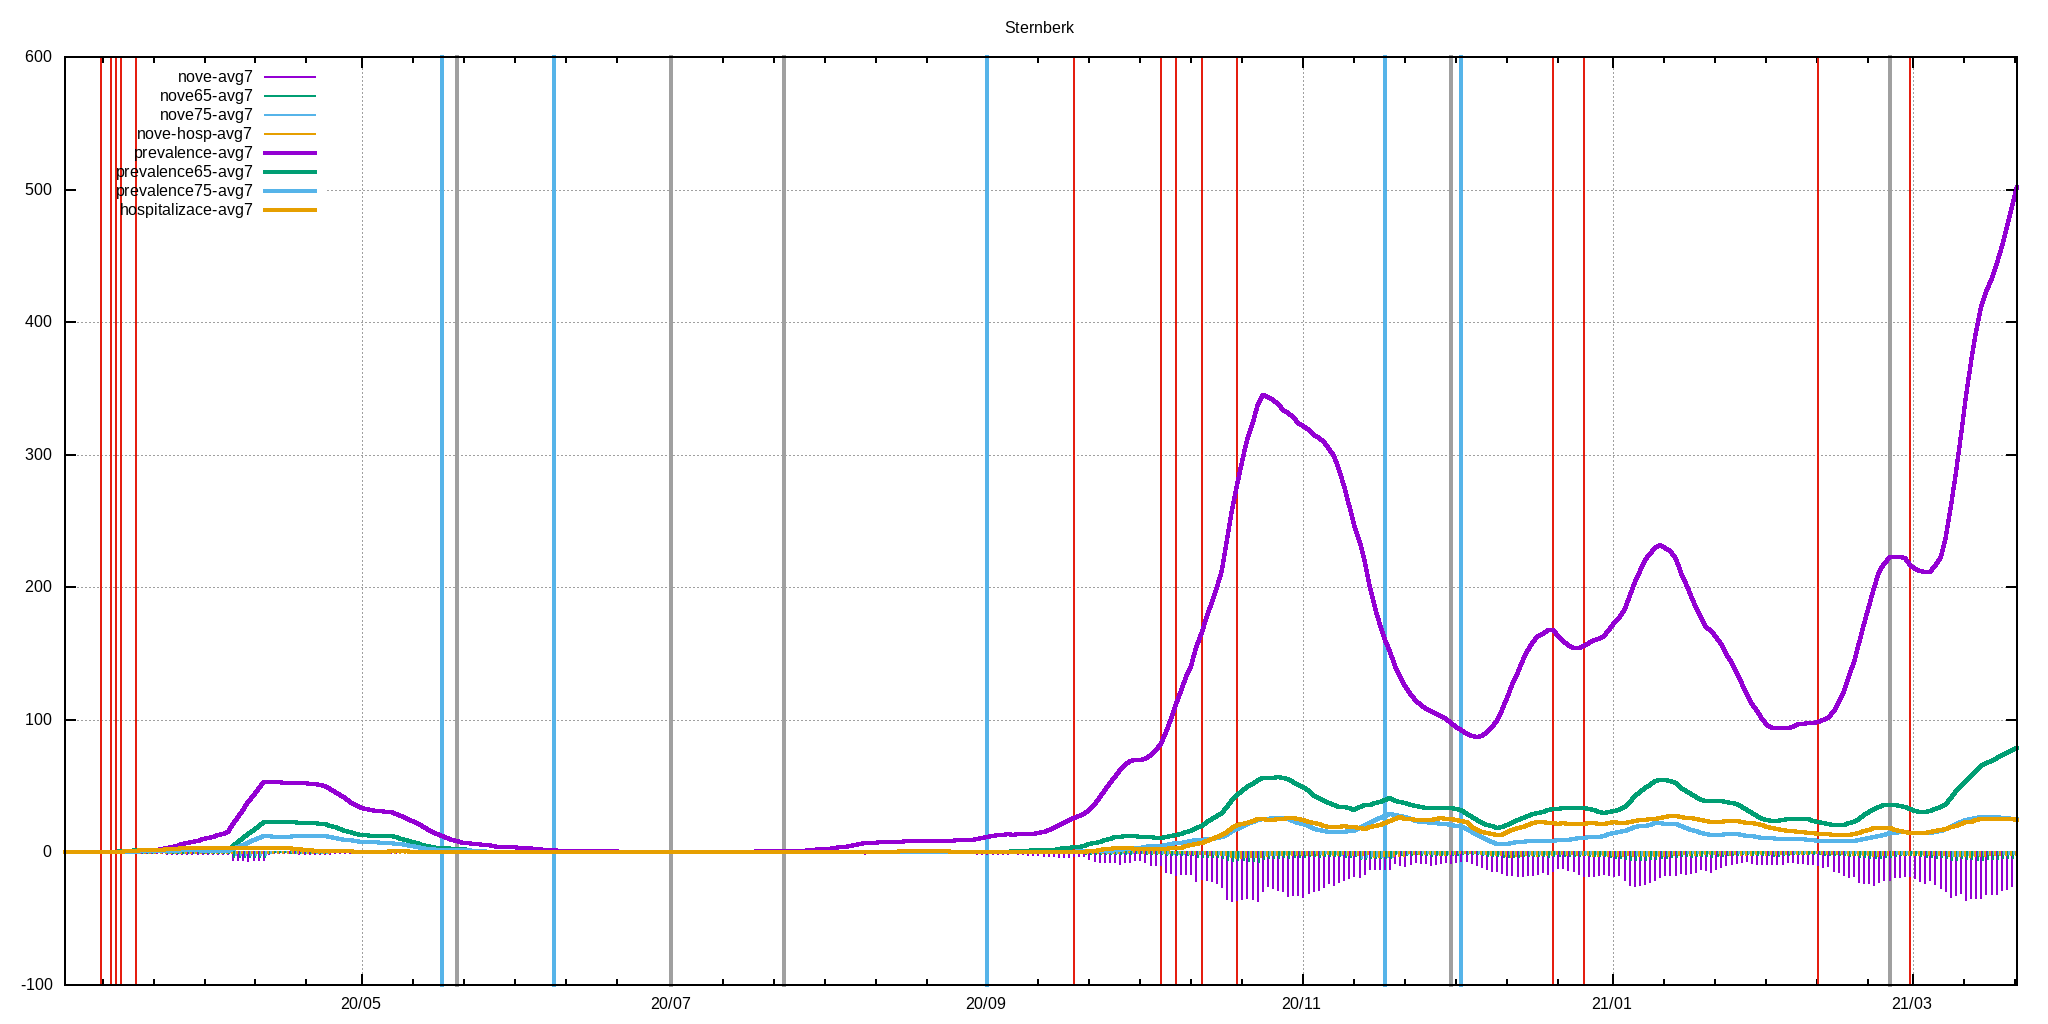 Sternberk
600
500
400
300
200
100
0
-100
nove-avg7
nove65-avg7
nove75-avg7
nove-hosp-avg7
prevalence-avg7
prevalence65-avg7
prevalence75-avg7
hospitalizace-avg7
20/05
20/07
20/09
20/11
21/01
21/03